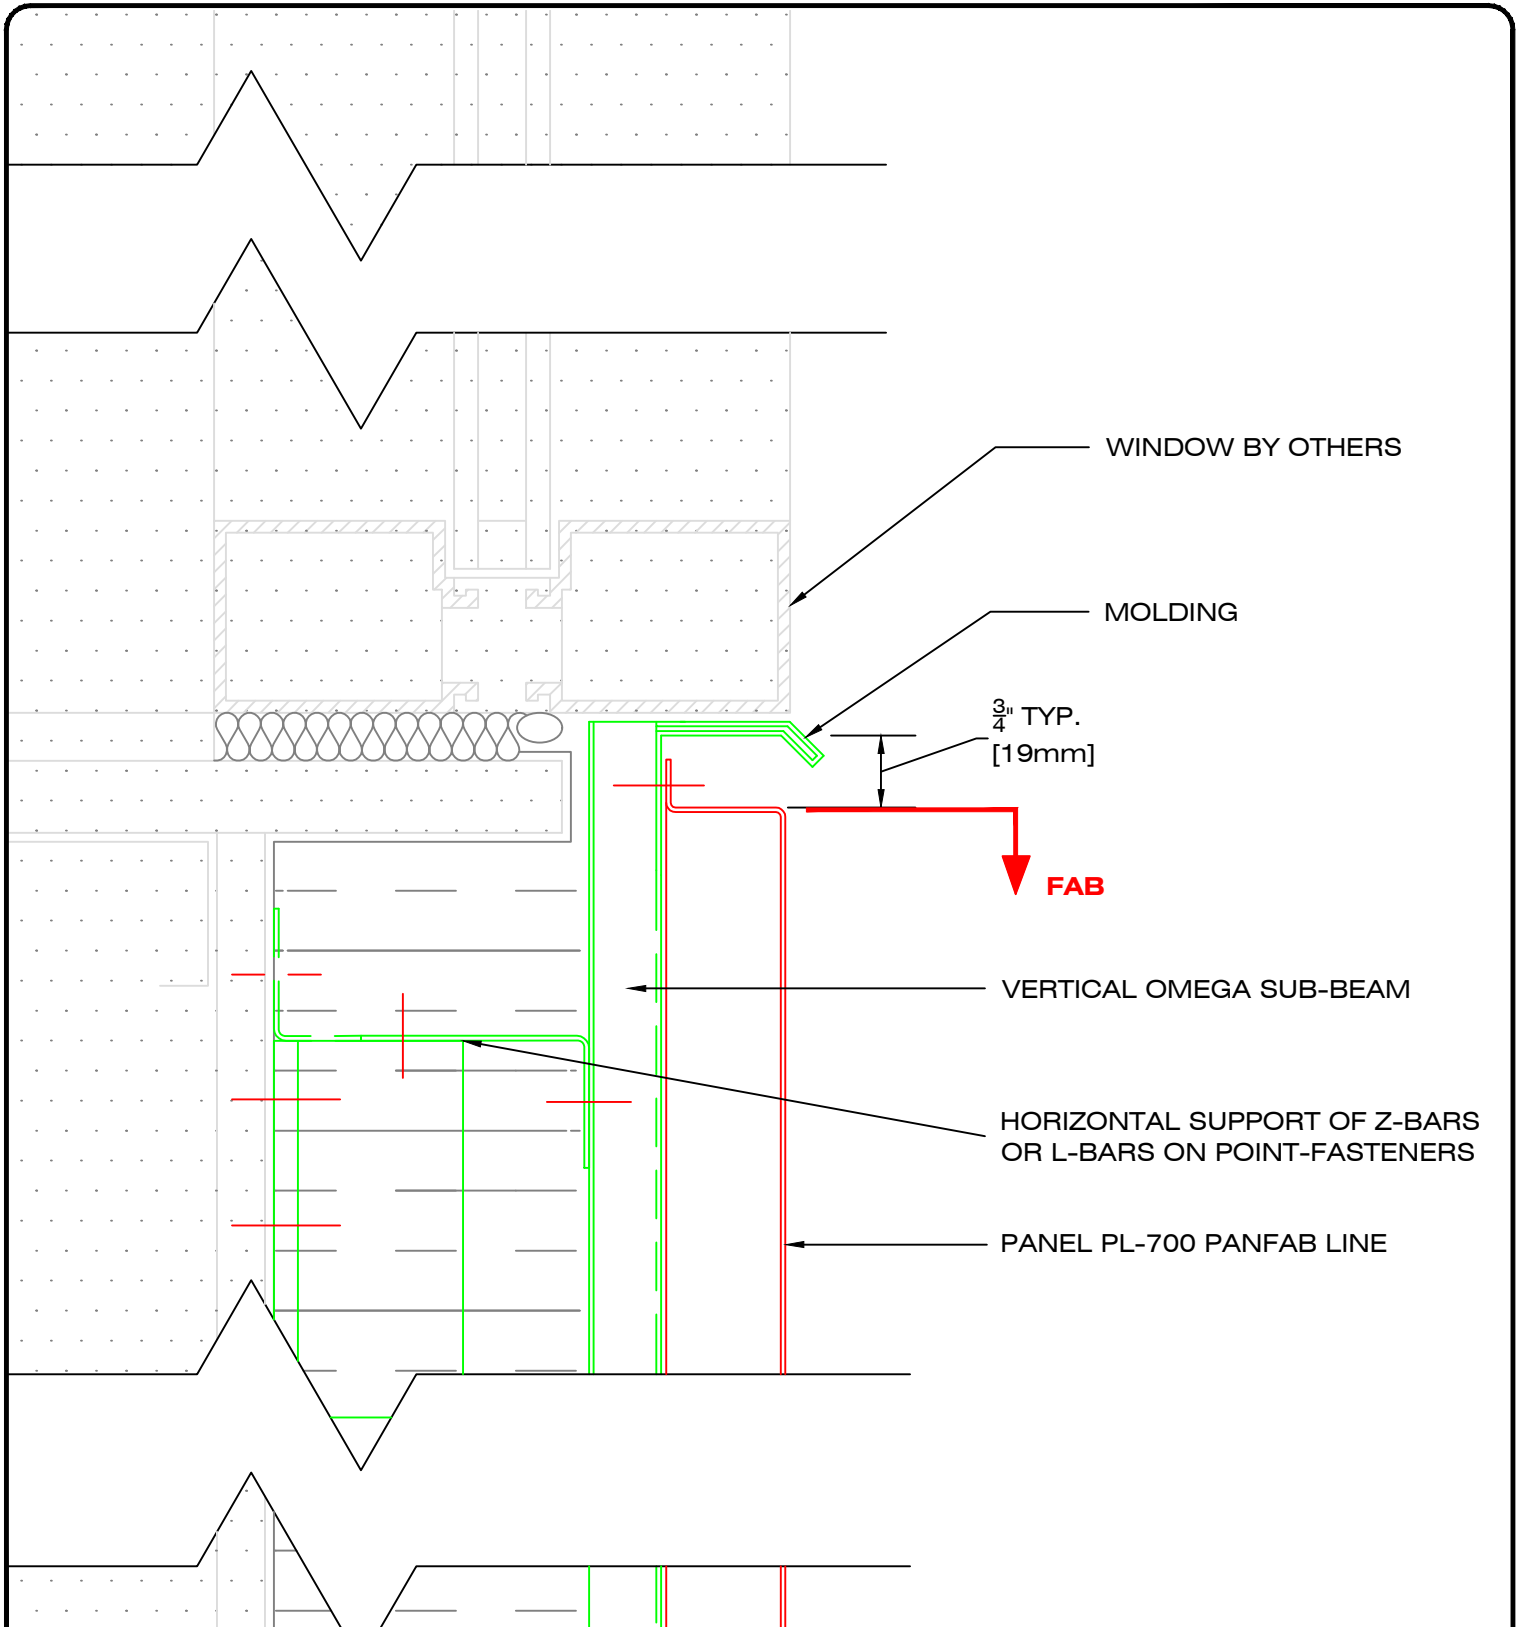 WINDOW BY OTHERS
MOLDING
3/4" TYP.
[19mm]
FAB
VERTICAL OMEGA SUB-BEAM
HORIZONTAL SUPPORT OF Z-BARS
OR L-BARS ON POINT-FASTENERS
PANEL PL-700 PANFAB LINE